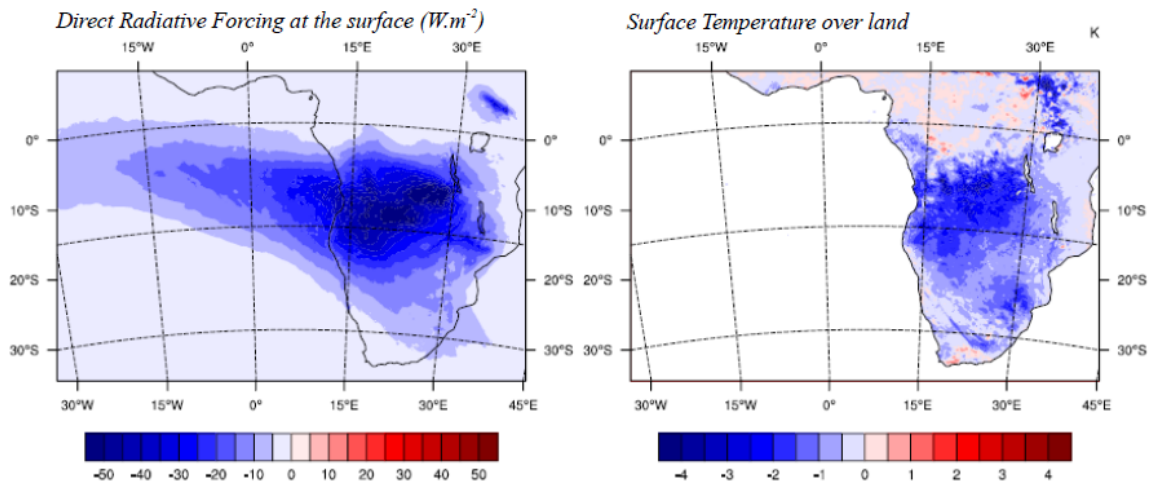 Direct Radiative Forcing at the surface (W.m-2)
15°W 0° 15°E 30°E
0° 0°
10°S 10°S
20°S 20°S
30°S 30°S
30°W 15°W 0° 15°E 30°E 45°E
-50 -40 -30 -20 -10 0 10 20 30 40 50
Surface Temperature over land
K
15°W 0° 15°E 30°E
0° 0°
10°S 10°S
20°S 20°S
30°S 30°S
30°W 15°W 0° 15°E 30°E 45°E
-4 -3 -2 -1 0 1 2 3 4